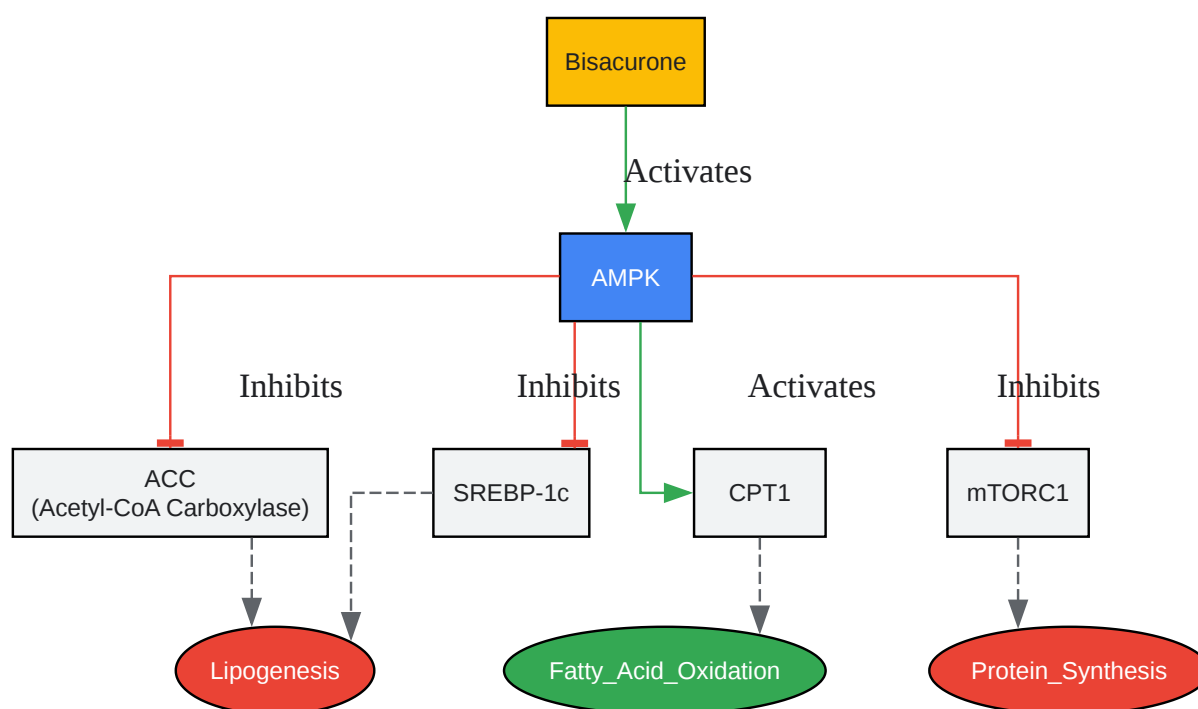 Bisacurone
Activates
AMPK
Inhibits
Inhibits
Activates
Inhibits
ACC
(Acetyl-CoA Carboxylase)
SREBP-1c
CPT1
mTORC1
Lipogenesis
Fatty_Acid_Oxidation
Protein_Synthesis